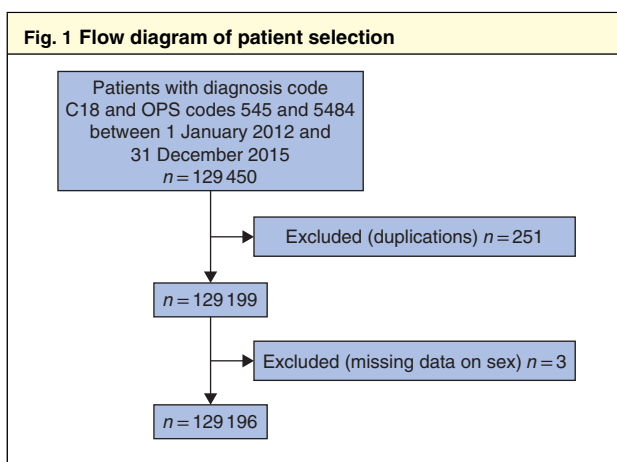 Fig. 1 Flow diagram of patient selection
Patients with diagnosis code
C18 and OPS codes 545 and 5484
between 1 January 2012 and
31 December 2015
n = 129 450
Excluded (duplications) n = 251
n = 129 199
Excluded (missing data on sex) n = 3
n = 129 196